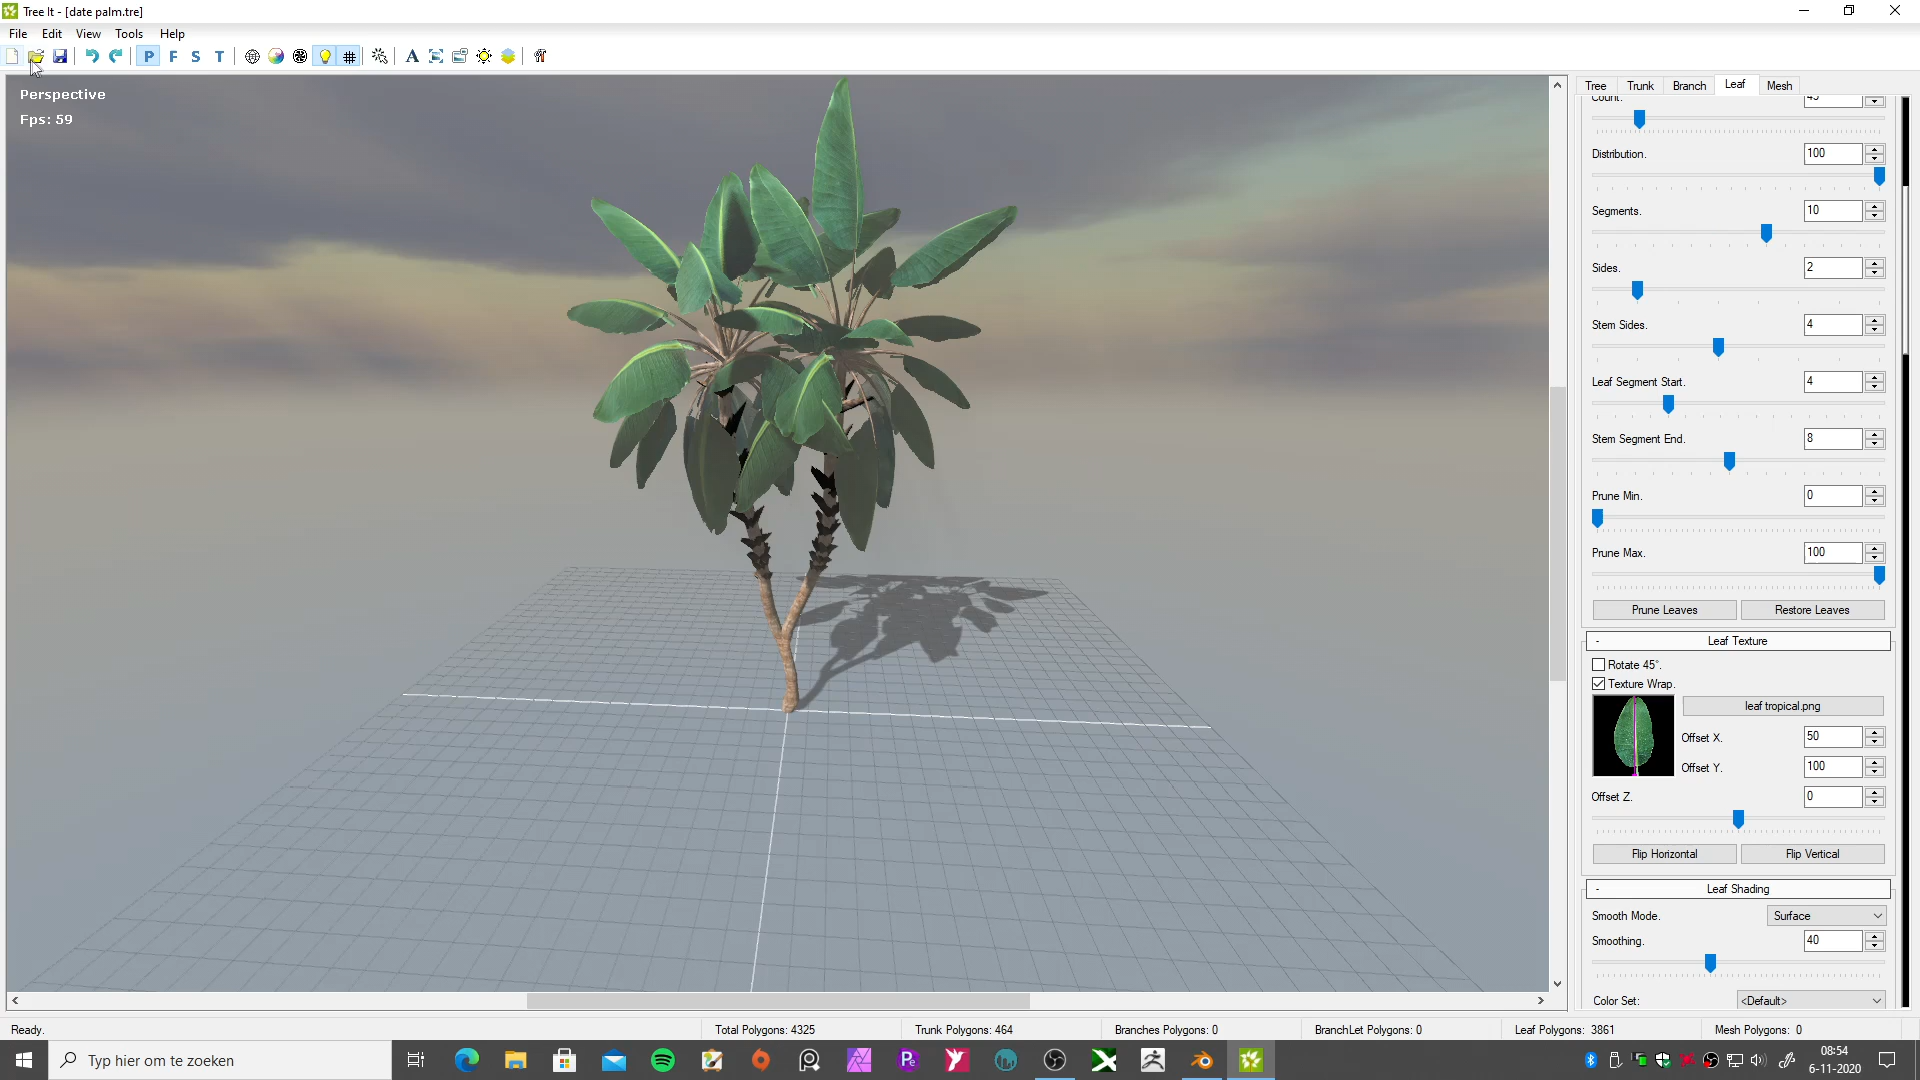 Tree It - [date palm.tre]
File Edit View Tools Help
P F S T A
Perspective
Fps: 59
Tree Trunk Branch Leaf Mesh
Count. 45
Distribution. 100
Segments. 10
Sides. 2
Stem Sides. 4
Leaf Segment Start. 4
Stem Segment End. 8
Prune Min. 0
Prune Max. 100
Prune Leaves Restore Leaves
- Leaf Texture
Rotate 45°.
Texture Wrap.
leaf tropical.png
Offset X. 50
Offset Y. 100
Offset Z. 0
Flip Horizontal Flip Vertical
- Leaf Shading
Smooth Mode. Surface
Smoothing. 40
Color Set: <Default>
Ready. Total Polygons: 4325 Trunk Polygons: 464 Branches Polygons: 0 BranchLet Polygons: 0 Leaf Polygons: 3861 Mesh Polygons: 0
Typ hier om te zoeken
08:54
6-11-2020